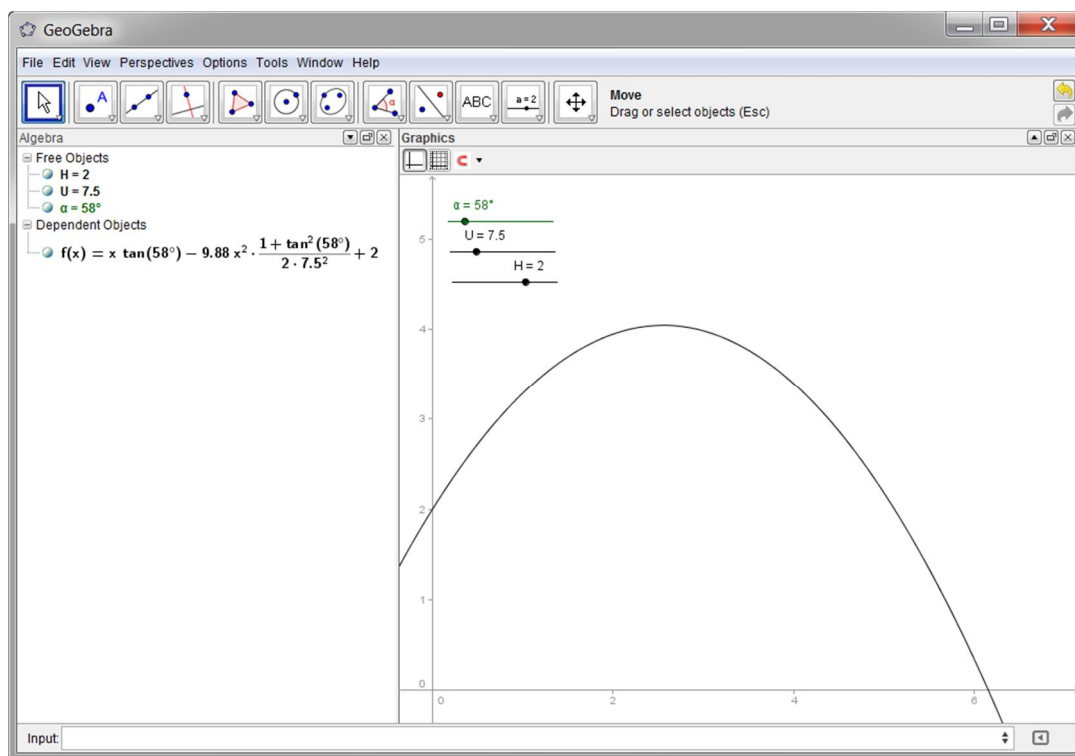 GeoGebra
File Edit View Perspectives Options Tools Window Help
A
α
ABC
a=2
Move
Drag or select objects (Esc)
Algebra
Graphics
Free Objects
H = 2
U = 7.5
α = 58°
Dependent Objects
f(x) = x tan(58°) − 9.88 x² · (1 + tan²(58°)) / (2 · 7.5²) + 2
α = 58°
U = 7.5
H = 2
5
4
3
2
1
0
0 2 4 6
Input: